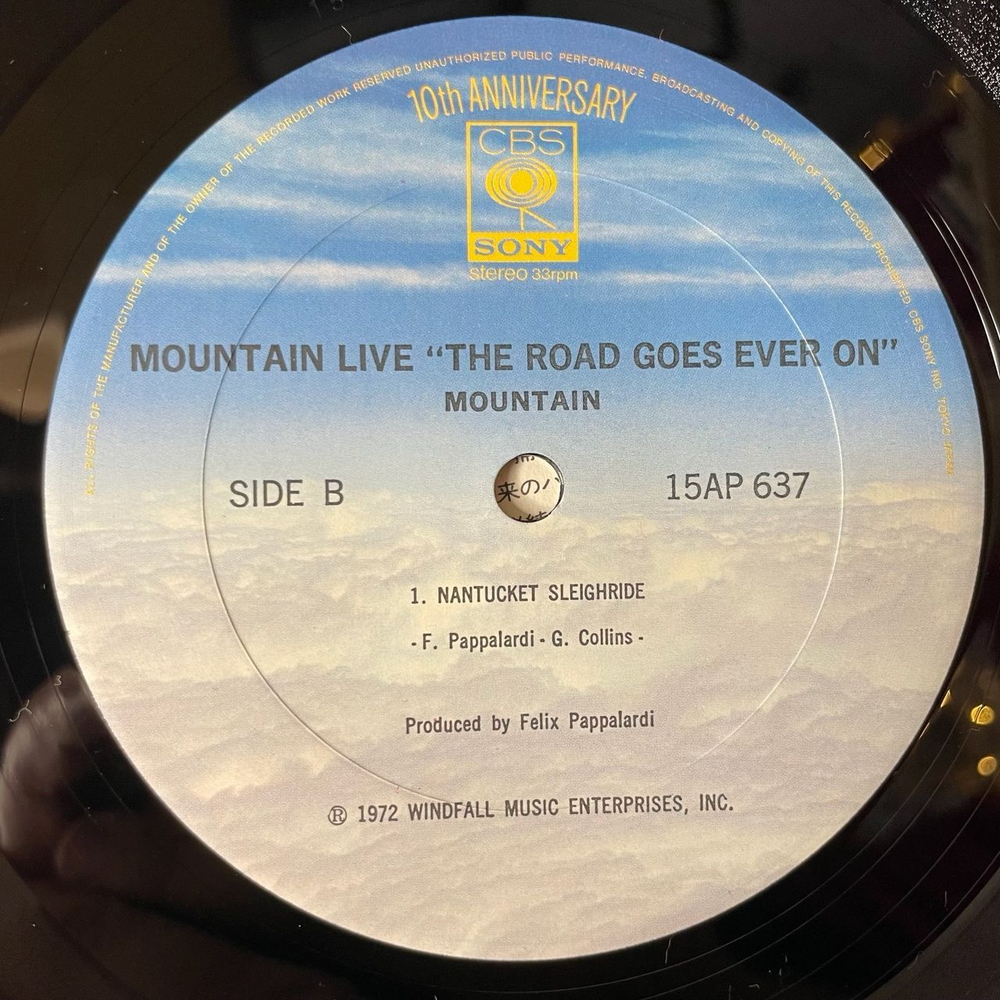 ALL RIGHTS OF THE MANUFACTURER AND OF THE OWNER OF THE RECORDED WORK RESERVED UNAUTHORIZED PUBLIC PERFORMANCE, BROADCASTING AND COPYING OF THIS RECORD PROHIBITED CBS SONY INC. TOKYO JAPAN
10th ANNIVERSARY
CBS
SONY
stereo 33rpm
MOUNTAIN LIVE “THE ROAD GOES EVER ON”
MOUNTAIN
SIDE B
来のパ
15AP 637
1. NANTUCKET SLEIGHRIDE
- F. Pappalardi - G. Collins -
Produced by Felix Pappalardi
Ⓡ 1972 WINDFALL MUSIC ENTERPRISES, INC.